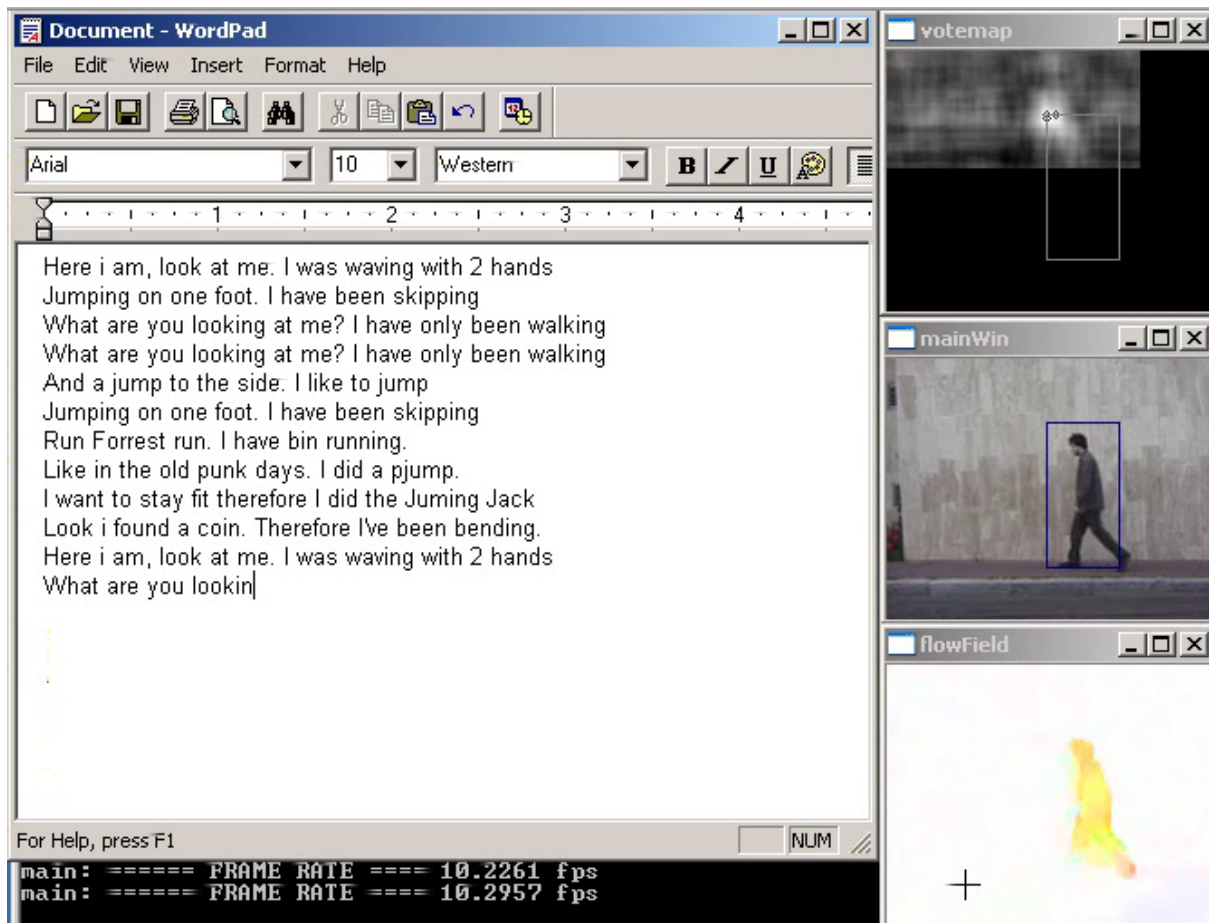 Document - WordPad
File Edit View Insert Format Help
Arial 10 Western B I U
1 2 3 4
Here i am, look at me. I was waving with 2 hands
Jumping on one foot. I have been skipping
What are you looking at me? I have only been walking
What are you looking at me? I have only been walking
And a jump to the side. I like to jump
Jumping on one foot. I have been skipping
Run Forrest run. I have bin running.
Like in the old punk days. I did a pjump.
I want to stay fit therefore I did the Juming Jack
Look i found a coin. Therefore I've been bending.
Here i am, look at me. I was waving with 2 hands
What are you lookin
For Help, press F1 NUM
main: ====== FRAME RATE ==== 10.2261 fps
main: ====== FRAME RATE ==== 10.2957 fps
votemap
mainWin
flowField